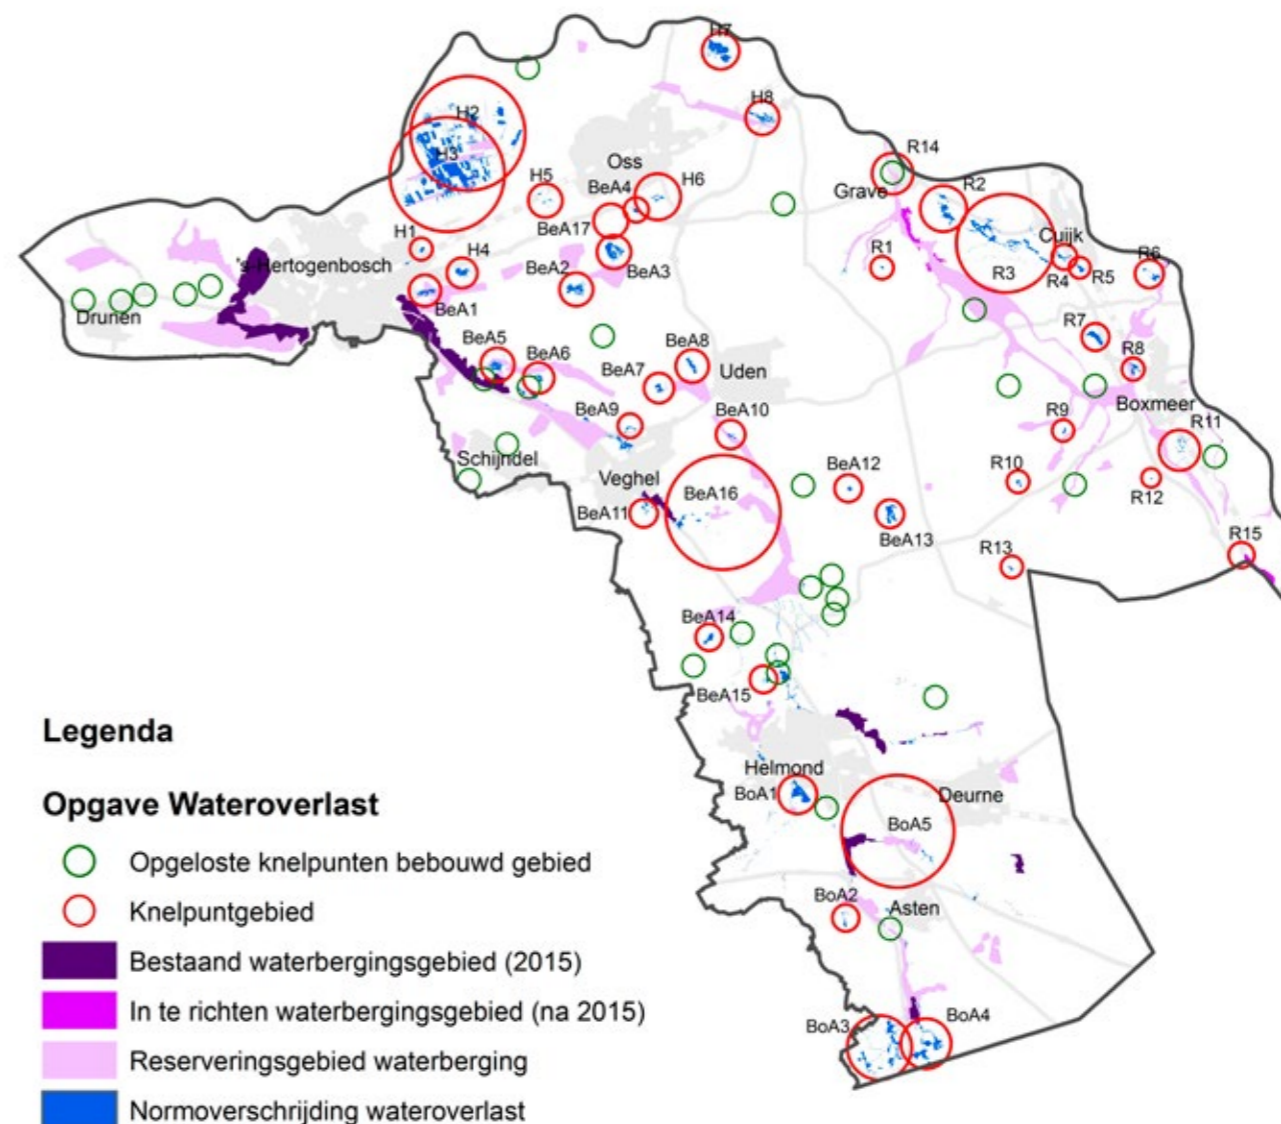 H7
H2
H8
H3
Oss
R14
H5
BeA4
H6
Grave
R2
BeA17
H1
Cuijk
's-Hertogenbosch
H4
BeA2
BeA3
R1
R3
R4
R5
R6
BeA1
Drunen
R7
BeA5
BeA6
BeA8
BeA7
Uden
R8
BeA9
BeA10
R9
Boxmeer
R11
Schijndel
Veghel
BeA12
R10
BeA16
R12
BeA11
BeA13
R13
R15
BeA14
BeA15
Helmond
BoA1
Deurne
BoA5
BoA2
Asten
BoA3
BoA4
Legenda
Opgave Wateroverlast
Opgeloste knelpunten bebouwd gebied
Knelpuntgebied
Bestaand waterbergingsgebied (2015)
In te richten waterbergingsgebied (na 2015)
Reserveringsgebied waterberging
Normoverschrijding wateroverlast